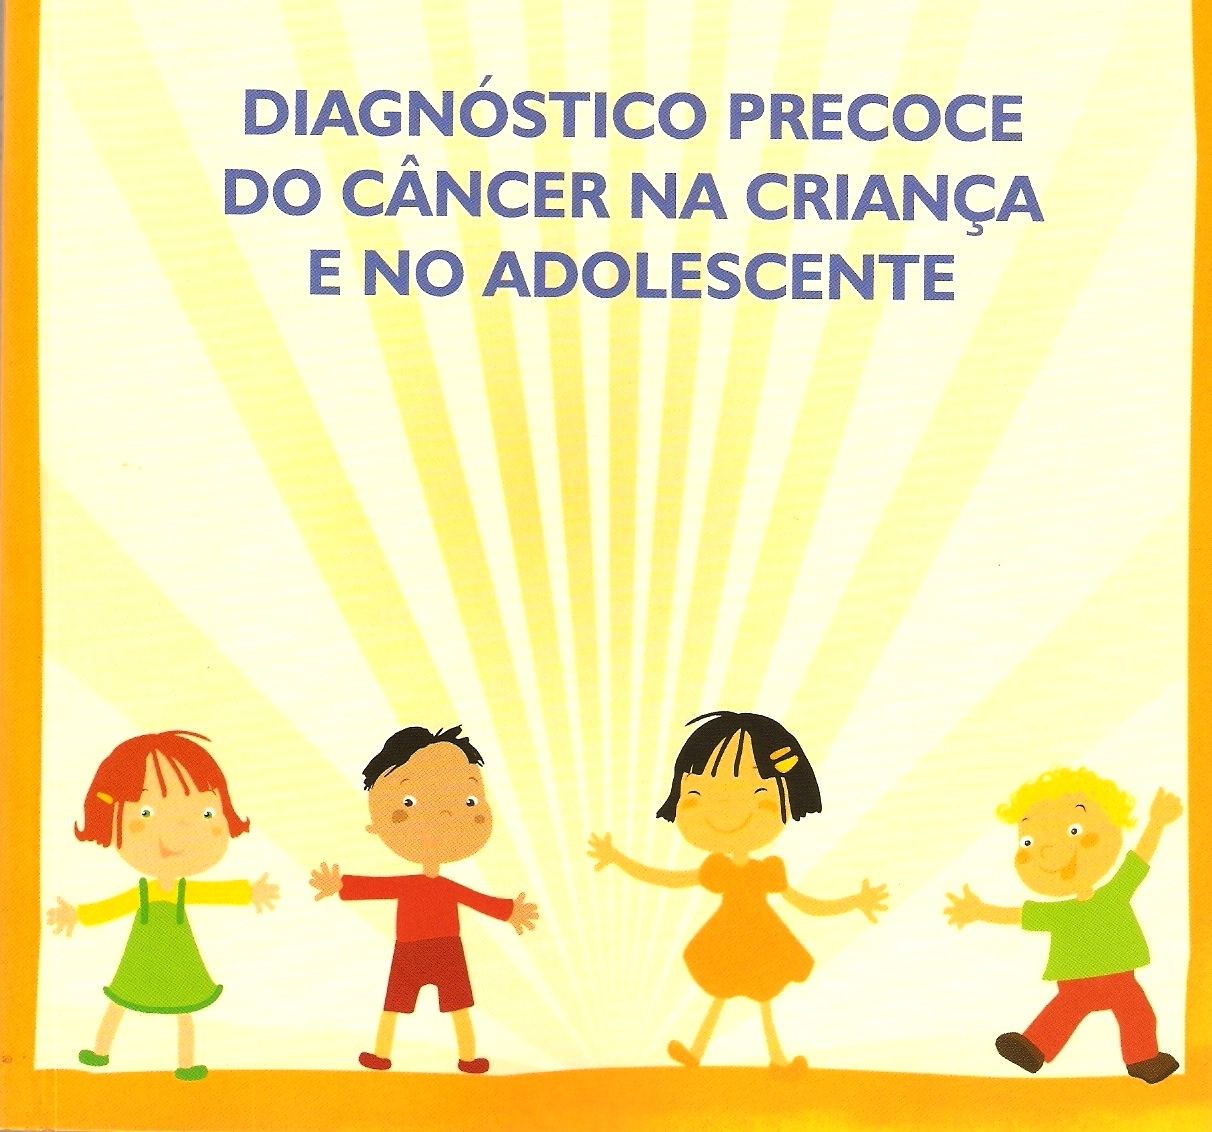 DIAGNÓSTICO PRECOCE
DO CÂNCER NA CRIANÇA
E NO ADOLESCENTE